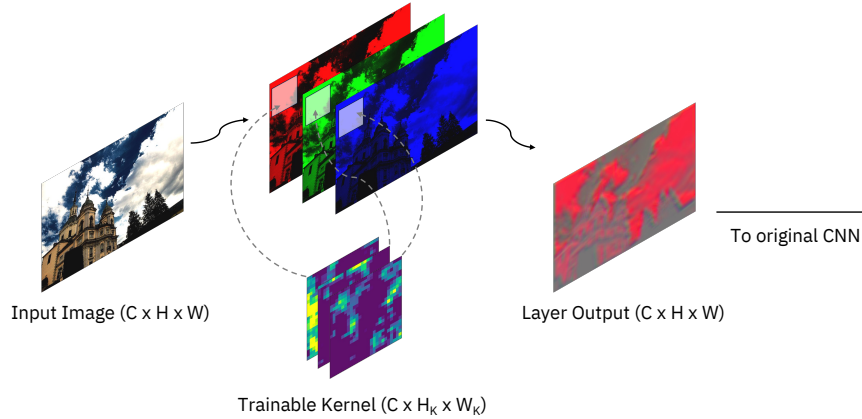 To original CNN
Input Image (C x H x W)
Layer Output (C x H x W)
Trainable Kernel (C x H_K x W_K)